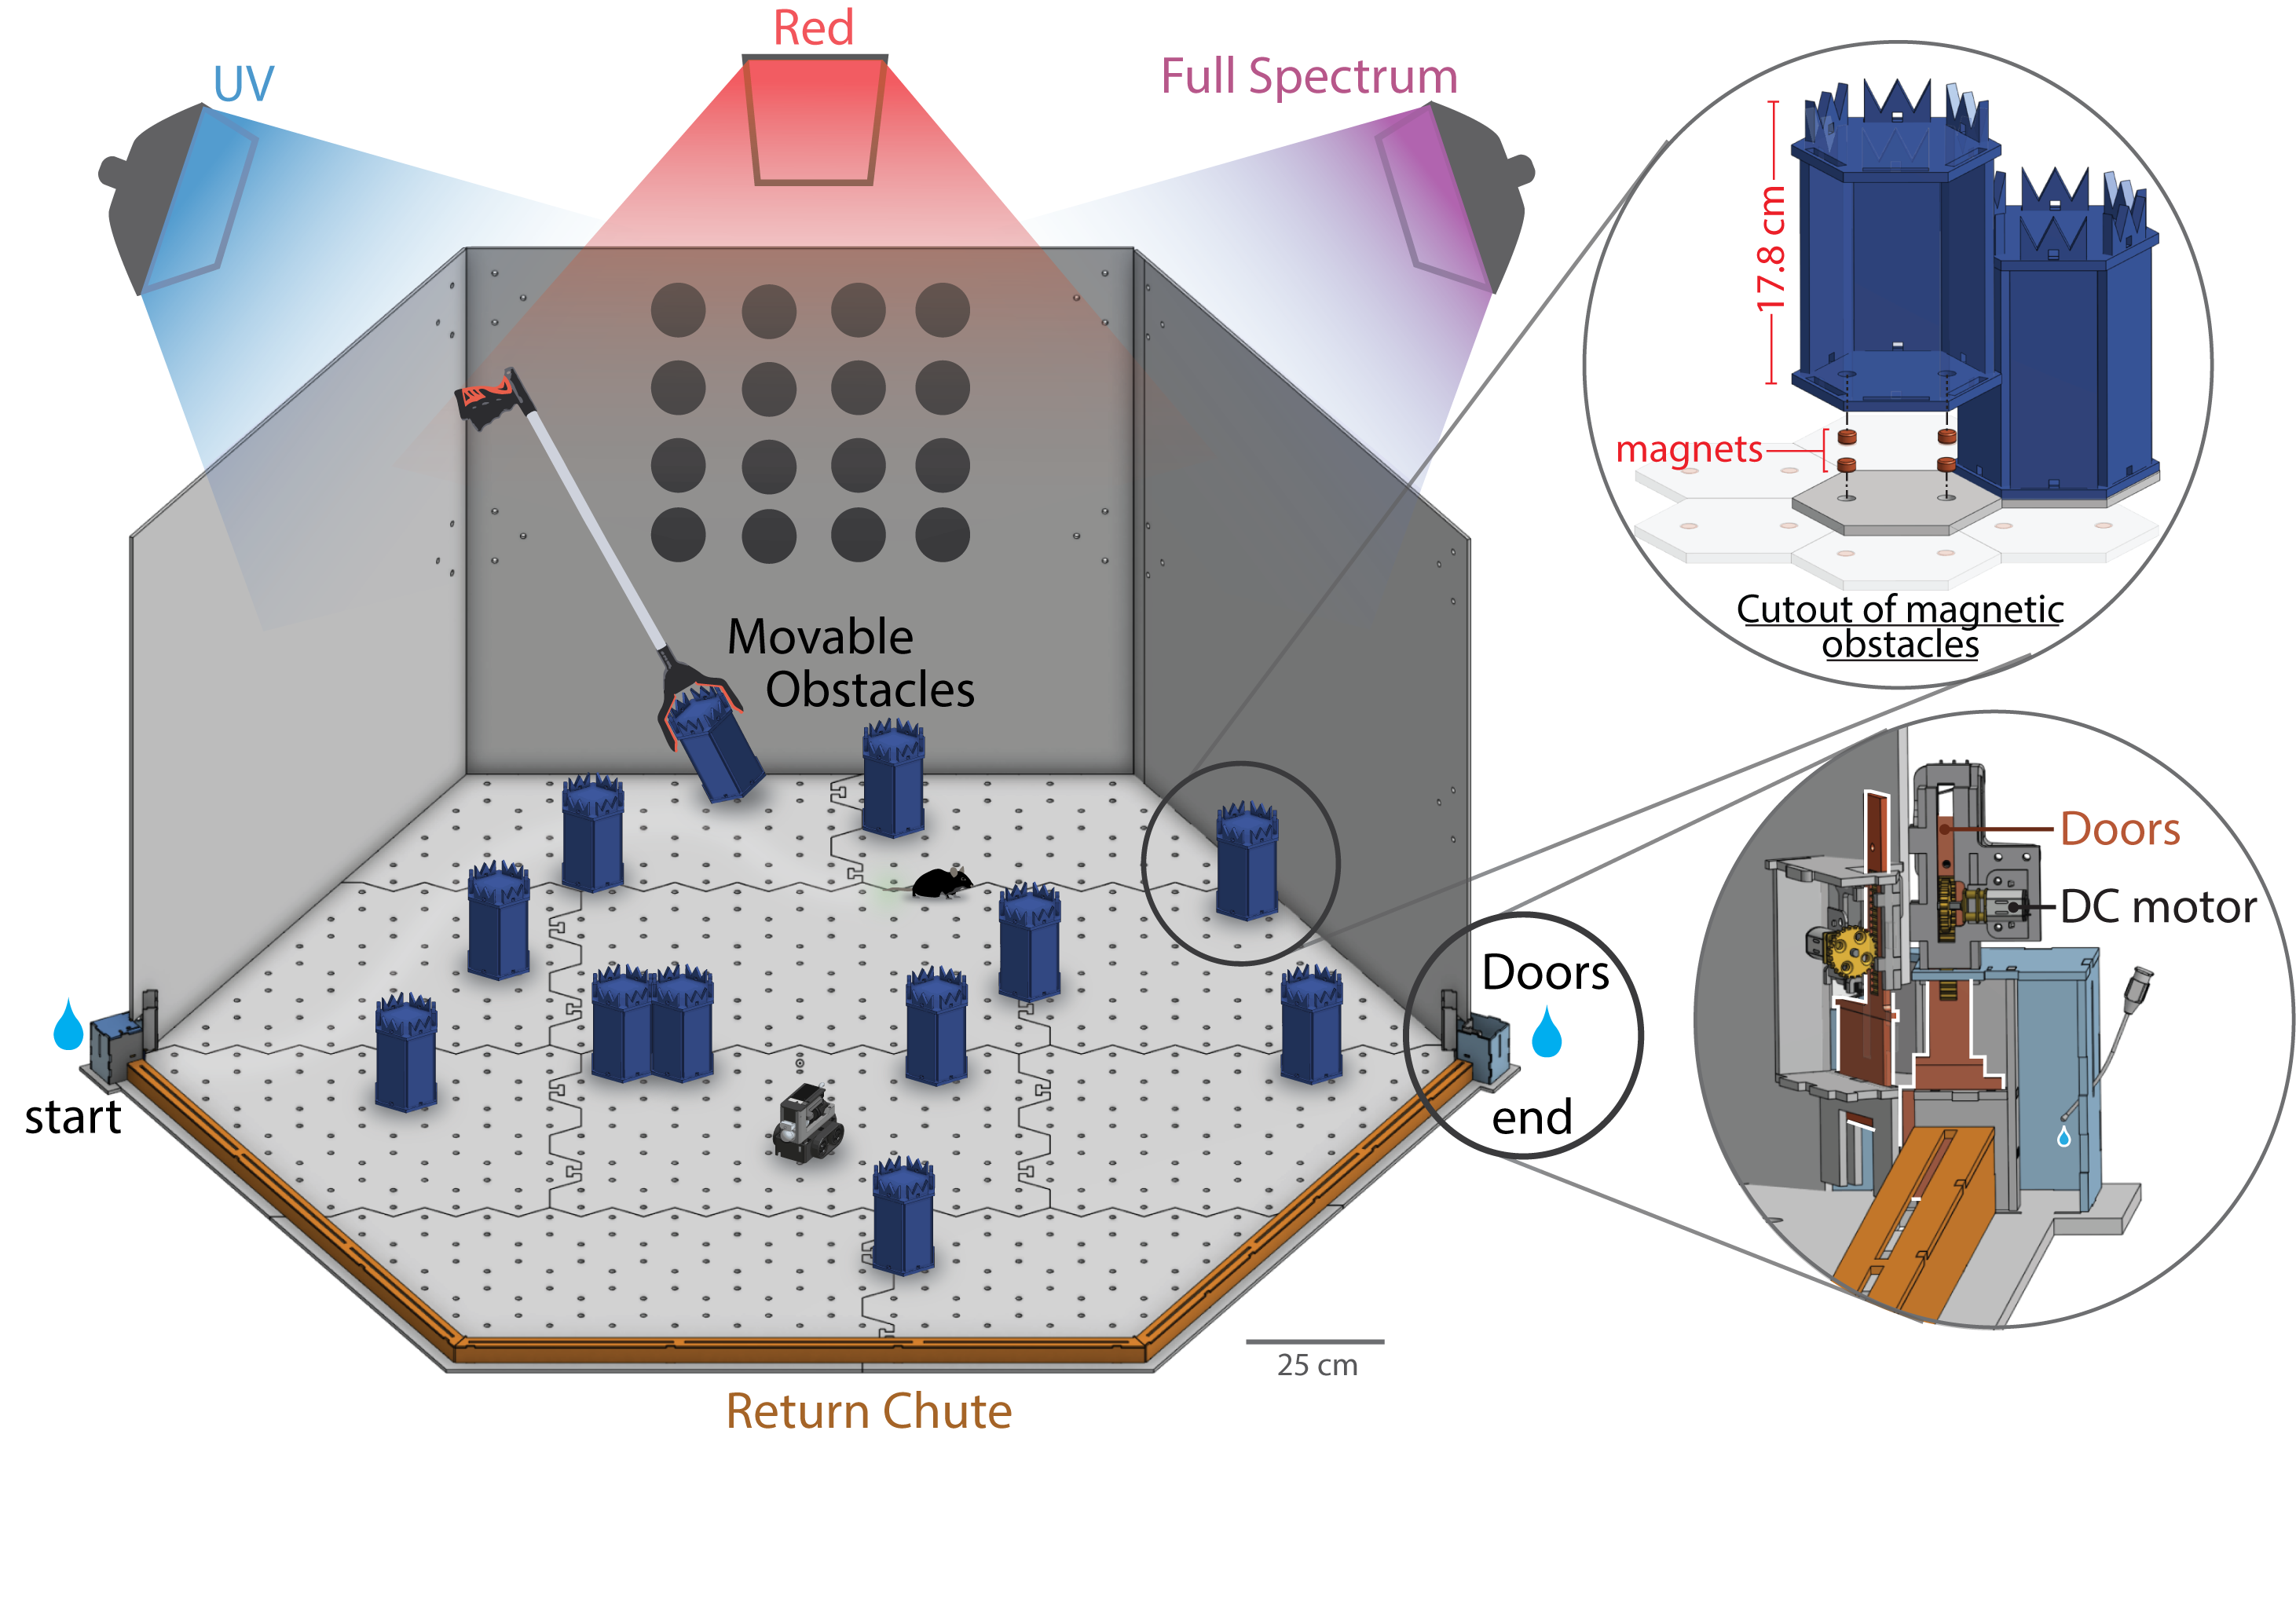 Red
UV
Full Spectrum
17.8 cm
magnets
Cutout of magnetic
obstacles
Movable
Obstacles
Doors
DC motor
Doors
start
end
25 cm
Return Chute